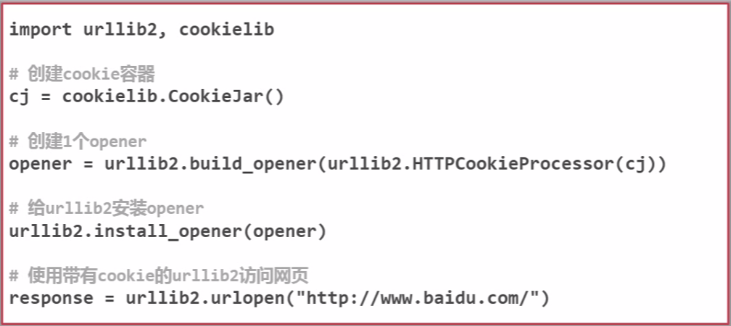 import urllib2, cookielib
# 创建cookie容器
cj = cookielib.CookieJar()
# 创建1个opener
opener = urllib2.build_opener(urllib2.HTTPCookieProcessor(cj))
# 给urllib2安装opener
urllib2.install_opener(opener)
# 使用带有cookie的urllib2访问网页
response = urllib2.urlopen("http://www.baidu.com/")